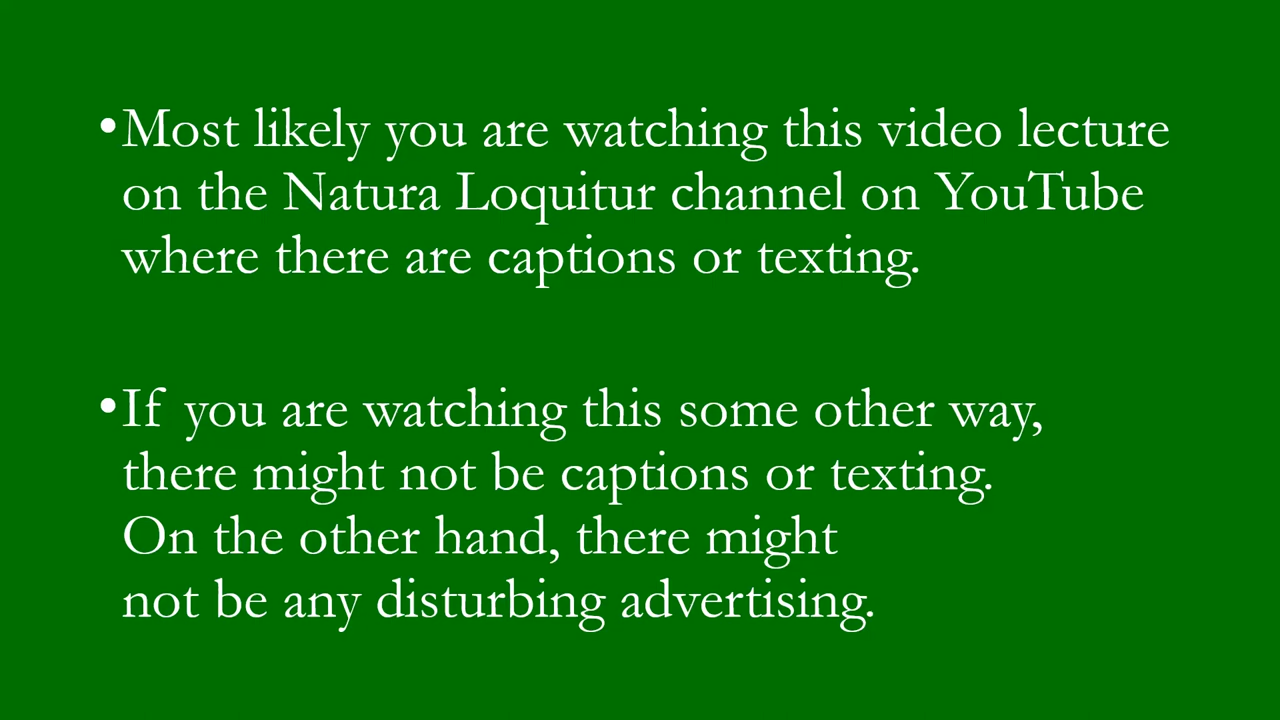 •Most likely you are watching this video lecture
on the Natura Loquitur channel on YouTube
where there are captions or texting.
•If you are watching this some other way,
there might not be captions or texting.
On the other hand, there might
not be any disturbing advertising.